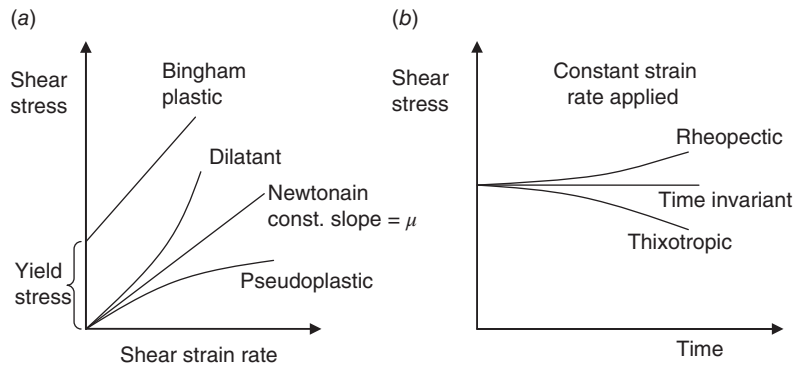 (a)
Shear
stress
Bingham
plastic
Dilatant
Newtonain
const. slope = μ
Pseudoplastic
Yield
stress
Shear strain rate
(b)
Shear
stress
Constant strain
rate applied
Rheopectic
Time invariant
Thixotropic
Time